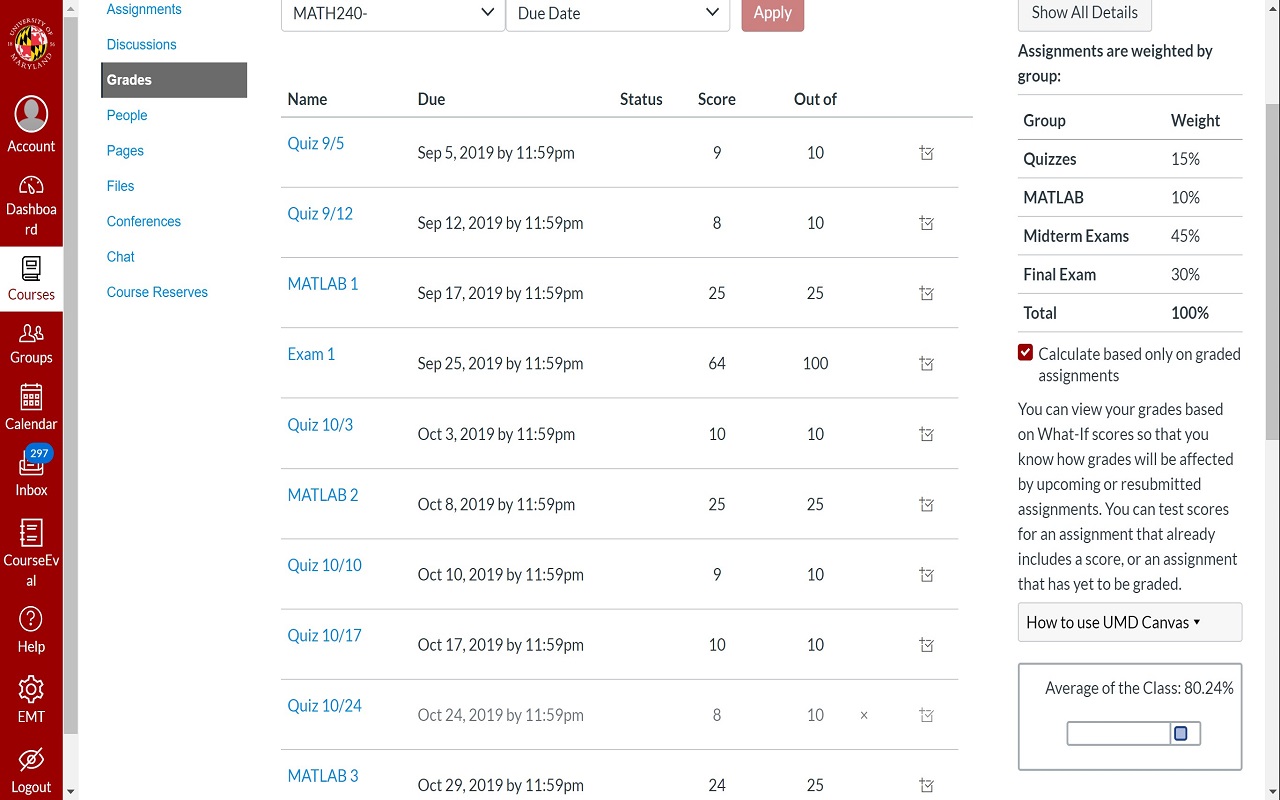 UNIVERSITY OF
18 56
MARYLAND
Account
Dashboa
rd
Courses
Groups
Calendar
297
Inbox
CourseEv
al
Help
EMT
Logout
Assignments
Discussions
Grades
People
Pages
Files
Conferences
Chat
Course Reserves
MATH240- Due Date Apply
Name Due Status Score Out of
Quiz 9/5 Sep 5, 2019 by 11:59pm 9 10
Quiz 9/12 Sep 12, 2019 by 11:59pm 8 10
MATLAB 1 Sep 17, 2019 by 11:59pm 25 25
Exam 1 Sep 25, 2019 by 11:59pm 64 100
Quiz 10/3 Oct 3, 2019 by 11:59pm 10 10
MATLAB 2 Oct 8, 2019 by 11:59pm 25 25
Quiz 10/10 Oct 10, 2019 by 11:59pm 9 10
Quiz 10/17 Oct 17, 2019 by 11:59pm 10 10
Quiz 10/24 Oct 24, 2019 by 11:59pm 8 10 x
MATLAB 3 Oct 29, 2019 by 11:59pm 24 25
Show All Details
Assignments are weighted by
group:
Group Weight
Quizzes 15%
MATLAB 10%
Midterm Exams 45%
Final Exam 30%
Total 100%
Calculate based only on graded
assignments
You can view your grades based
on What-If scores so that you
know how grades will be affected
by upcoming or resubmitted
assignments. You can test scores
for an assignment that already
includes a score, or an assignment
that has yet to be graded.
How to use UMD Canvas
Average of the Class: 80.24%